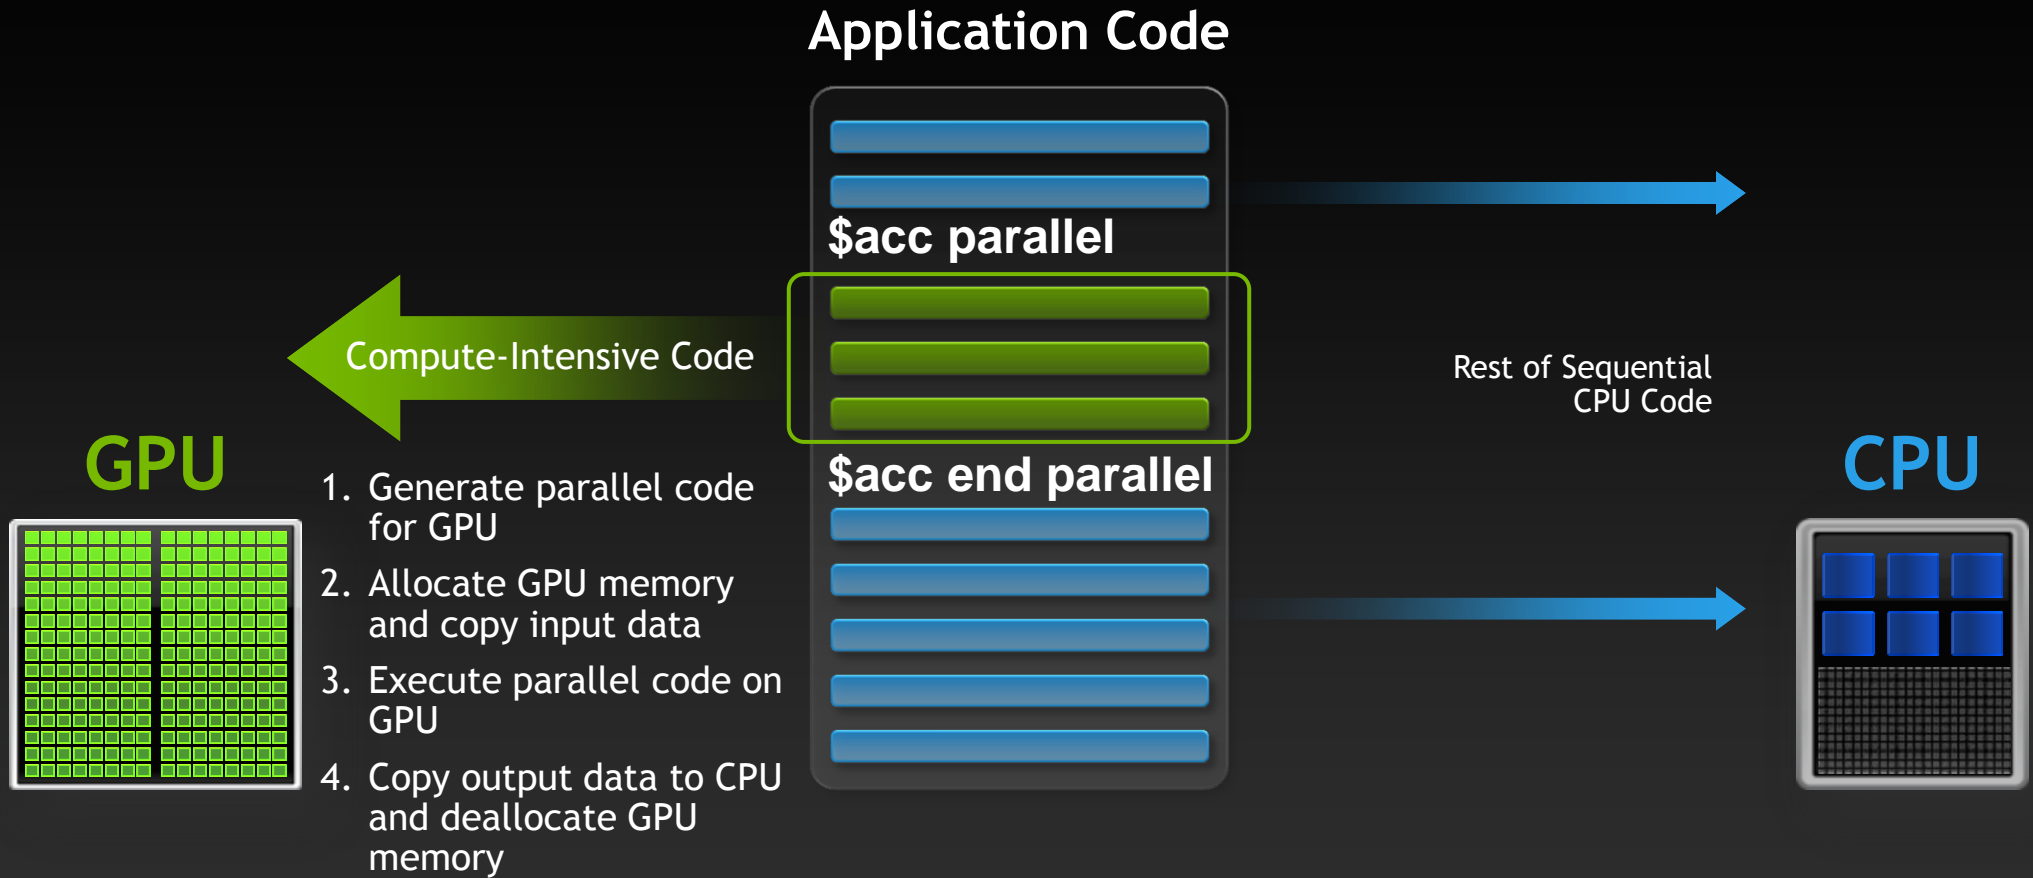 Application Code
$acc parallel
Compute-Intensive Code
Rest of Sequential
CPU Code
GPU
CPU
$acc end parallel
1. Generate parallel code
for GPU
2. Allocate GPU memory
and copy input data
3. Execute parallel code on
GPU
4. Copy output data to CPU
and deallocate GPU
memory